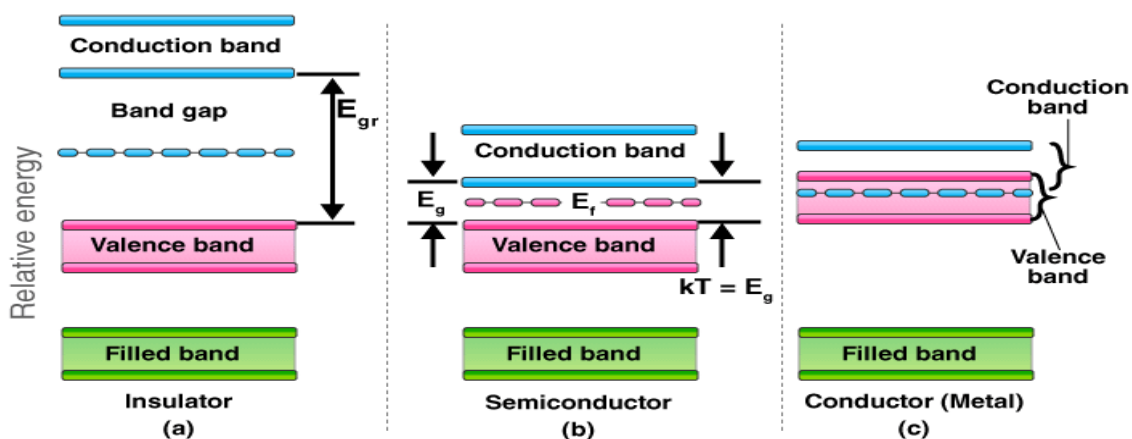 Relative energy
Conduction band
Band gap
E_gr
Valence band
Filled band
Insulator
(a)
Conduction band
E_g
E_f
Valence band
kT = E_g
Filled band
Semiconductor
(b)
Conduction
band
Valence
band
Filled band
Conductor (Metal)
(c)